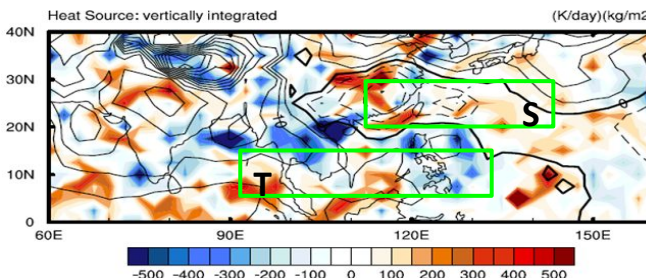 Heat Source: vertically integrated (K/day)(kg/m2
40N
30N
20N
10N
0
S
T
0
60E 90E 120E 150E
-500 -400 -300 -200 -100 0 100 200 300 400 500